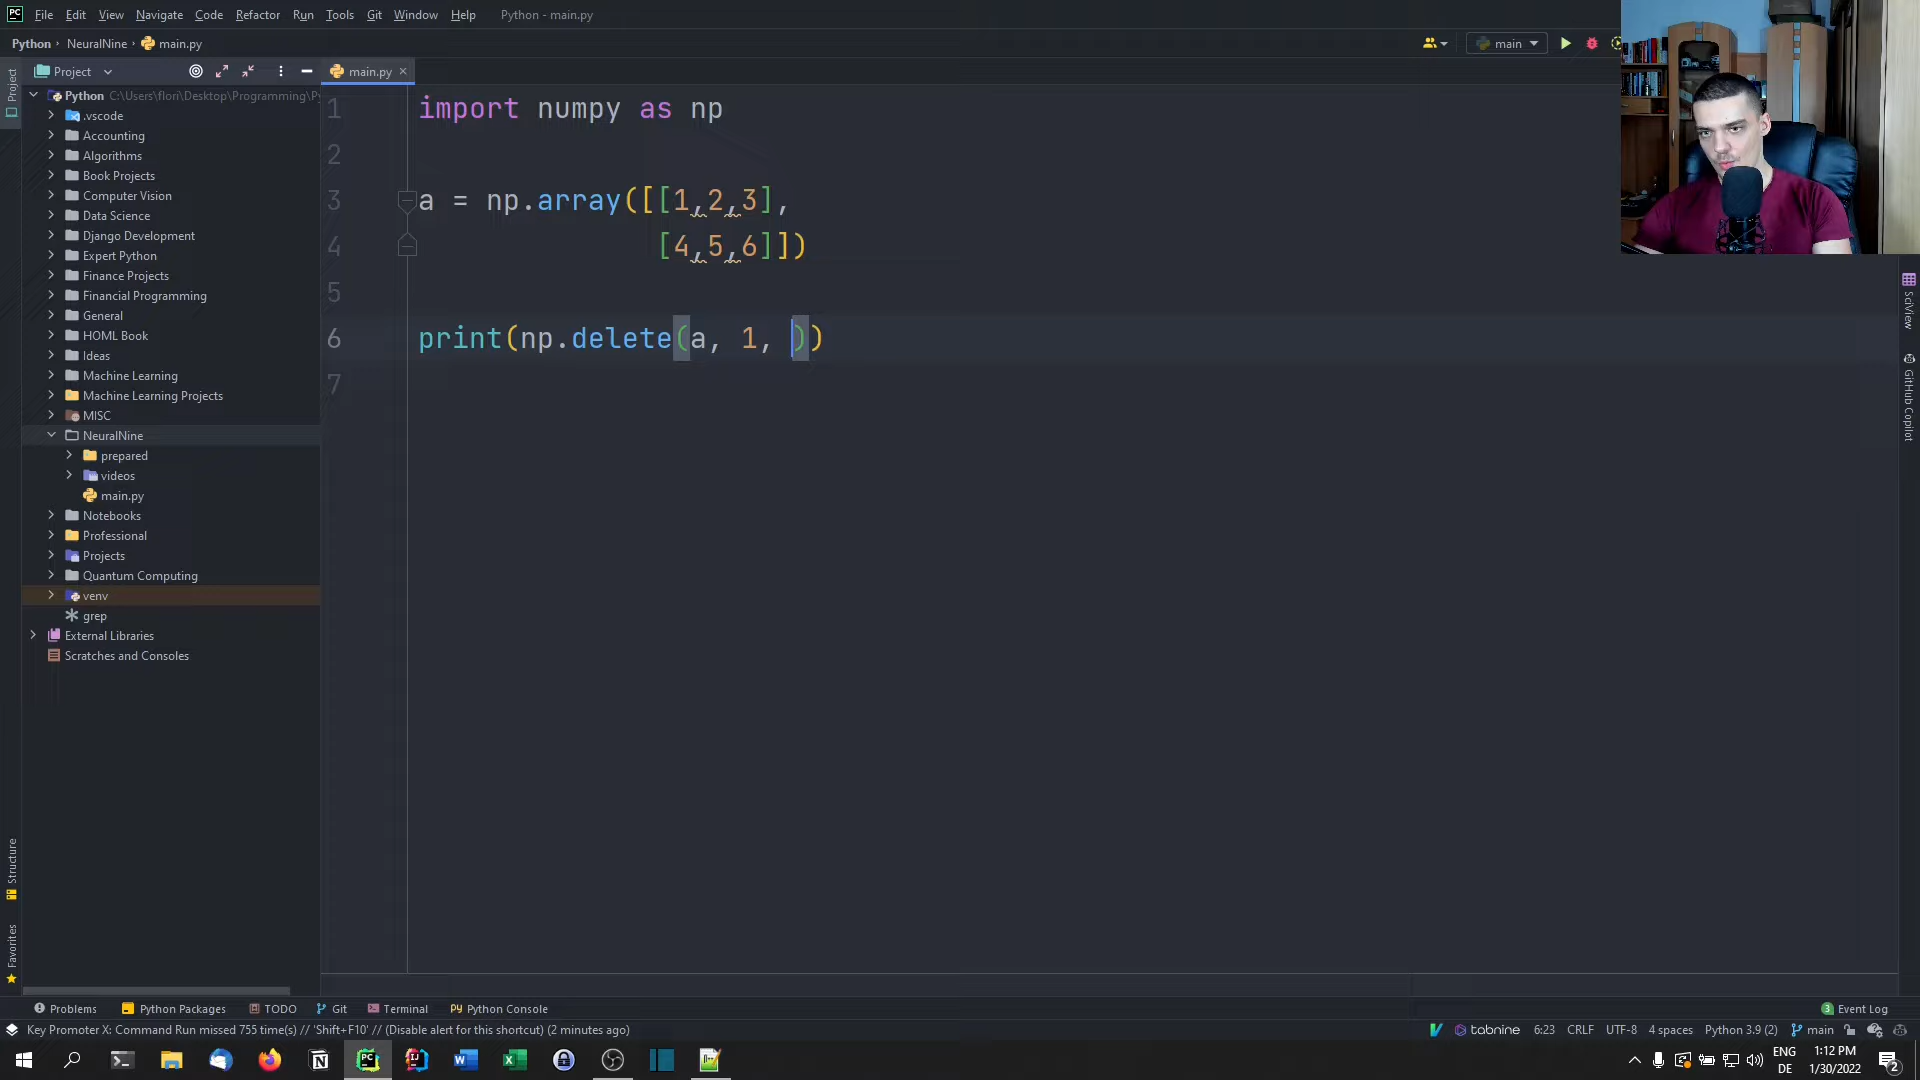 PC File Edit View Navigate Code Refactor Run Tools Git Window Help Python - main.py
Python NeuralNine main.py
main
Project
Project
main.py
Python C:\Users\flori\Desktop\Programming\Py
.vscode
Accounting
Algorithms
Book Projects
Computer Vision
Data Science
Django Development
Expert Python
Finance Projects
Financial Programming
General
HOML Book
Ideas
Machine Learning
Machine Learning Projects
MISC
NeuralNine
prepared
videos
main.py
Notebooks
Professional
Projects
Quantum Computing
venv
grep
External Libraries
Scratches and Consoles
1 import numpy as np
2
3 a = np.array([[1,2,3],
4 [4,5,6]])
5
6 print(np.delete(a, 1, ))
7
SciView
GitHub Copilot
Structure
Favorites
Problems Python Packages TODO Git Terminal Python Console Event Log
Key Promoter X: Command Run missed 755 time(s) // 'Shift+F10' // (Disable alert for this shortcut) (2 minutes ago)
tabnine 6:23 CRLF UTF-8 4 spaces Python 3.9 (2) main
ENG
DE
1:12 PM
1/30/2022
2